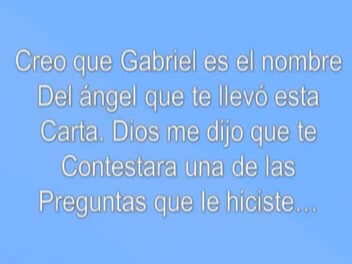 Creo que Gabriel es el nombre
Del ángel que te llevó esta
Carta. Dios me dijo que te
Contestara una de las
Preguntas que le hiciste...